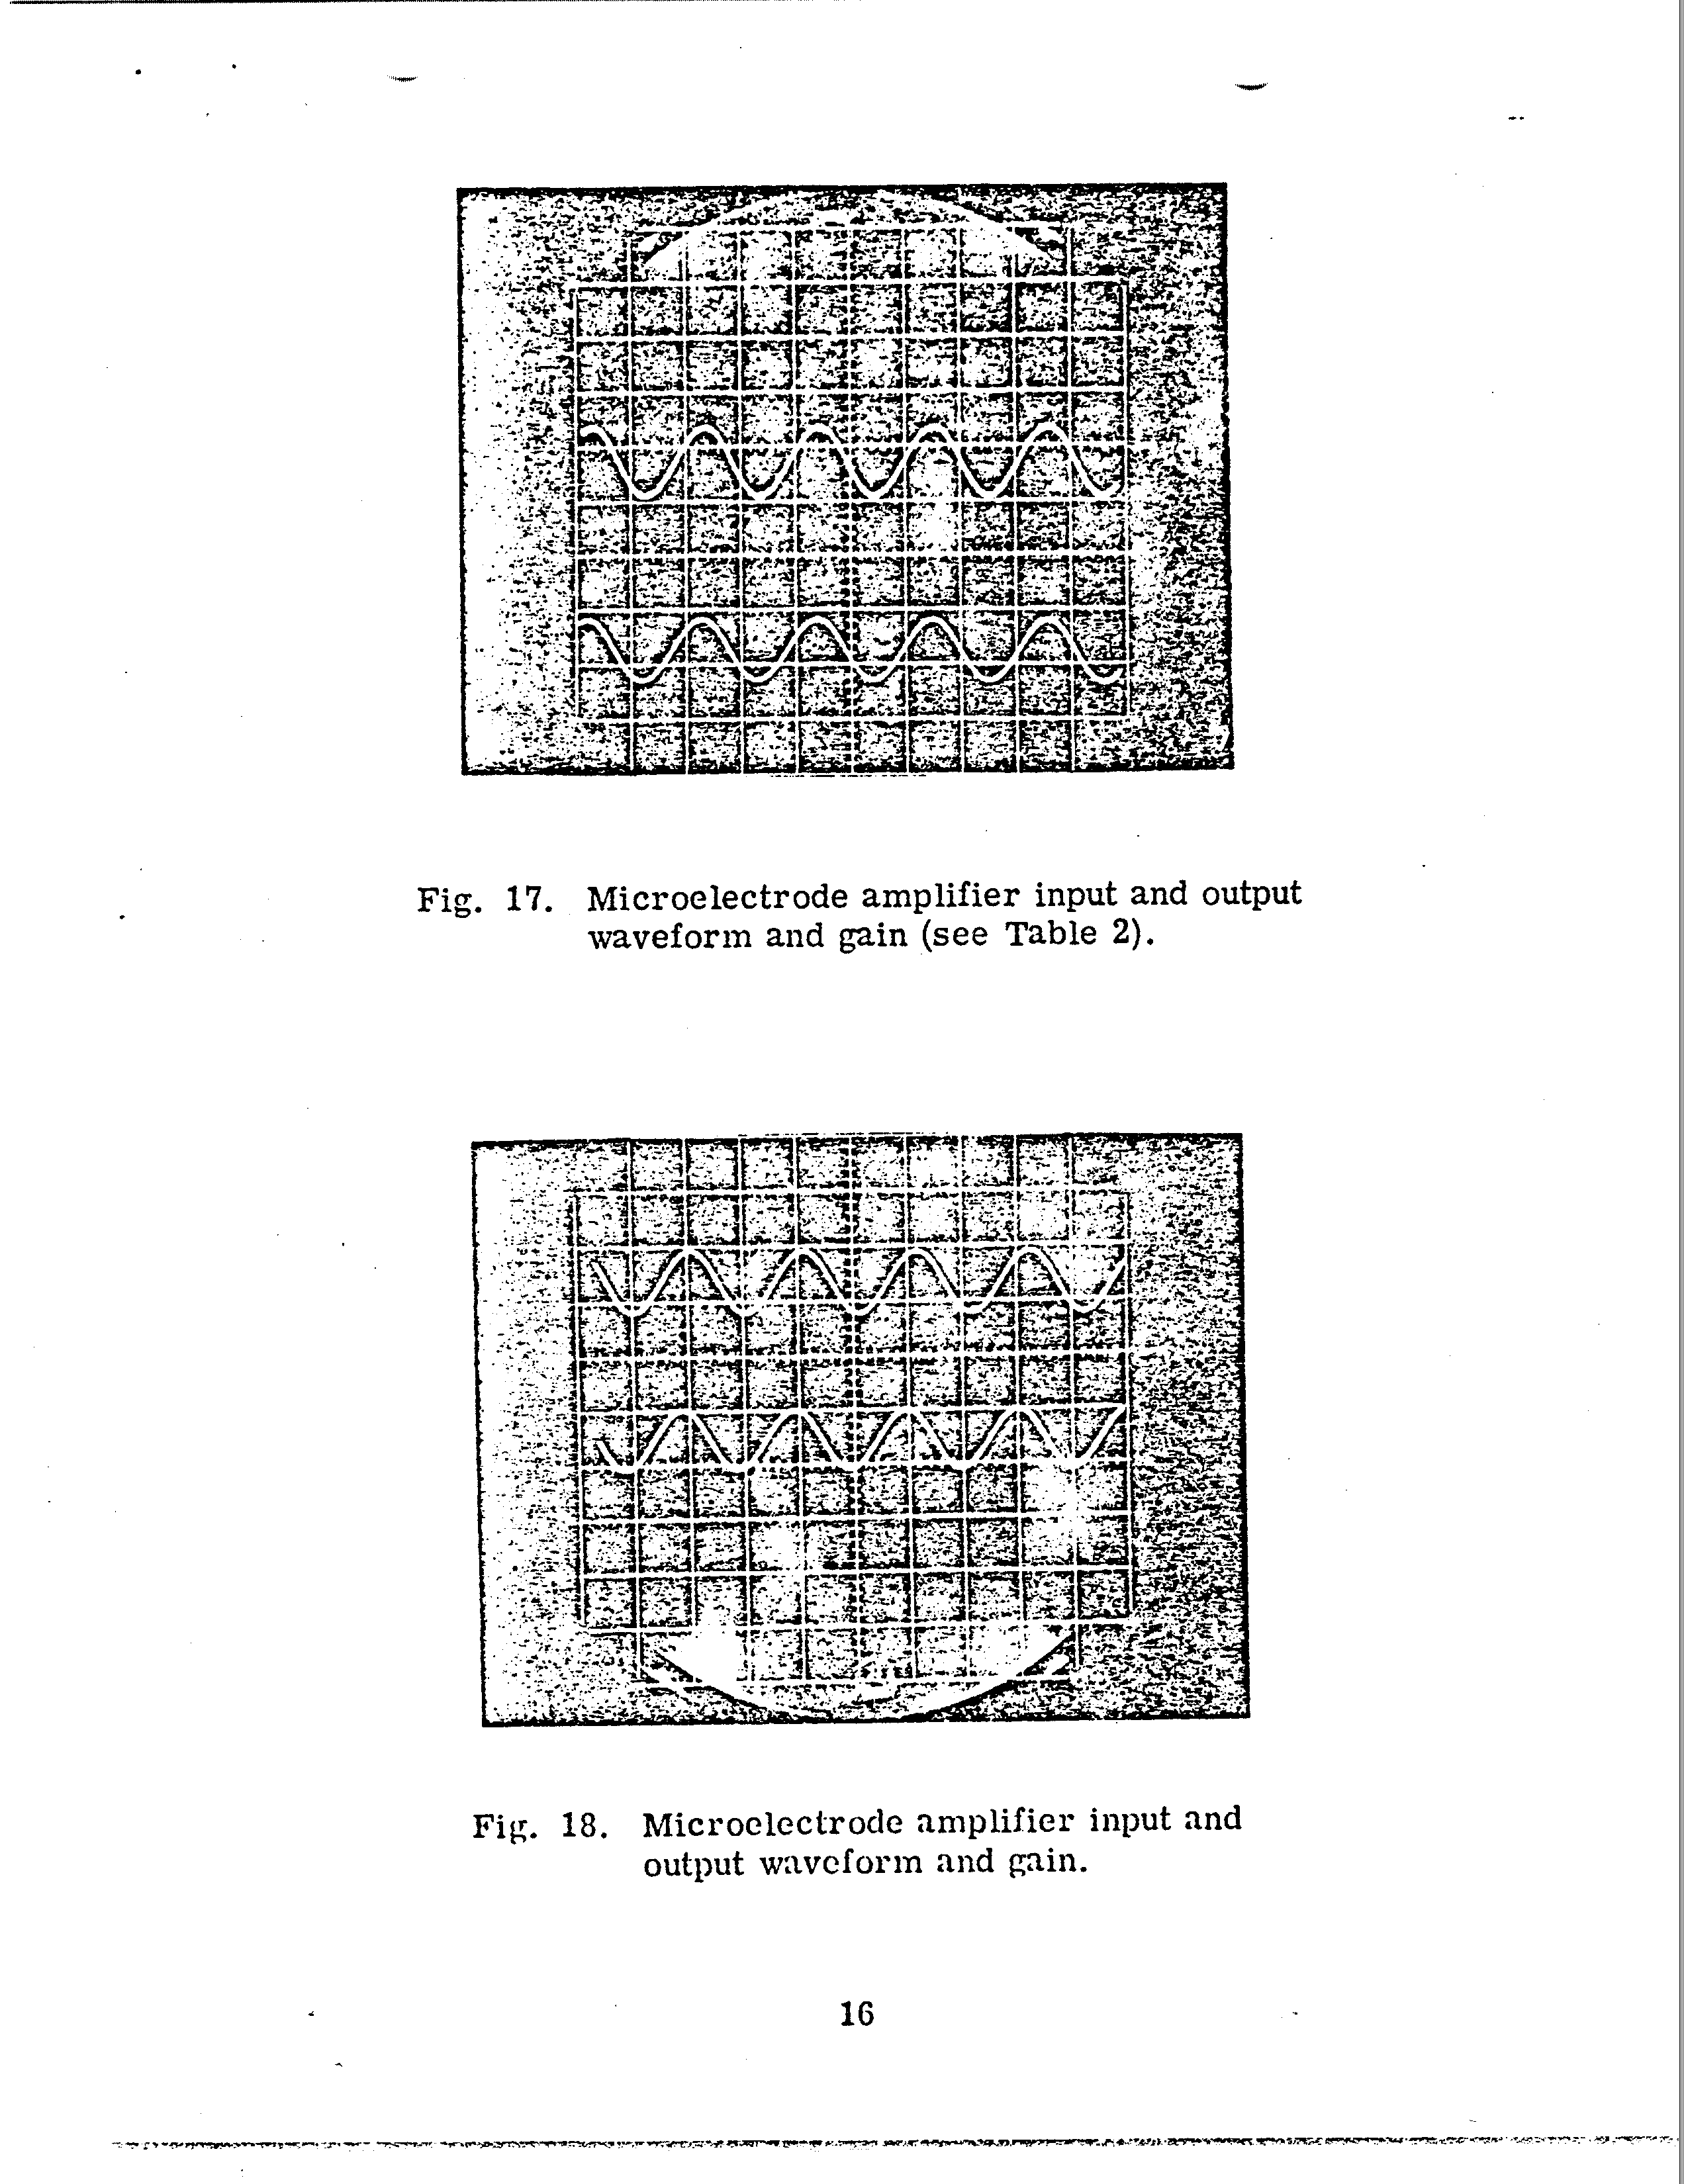 Fig. 17. Microelectrode amplifier input and output
waveform and gain (see Table 2).
Fig. 18. Microelectrode amplifier input and
output waveform and gain.
16